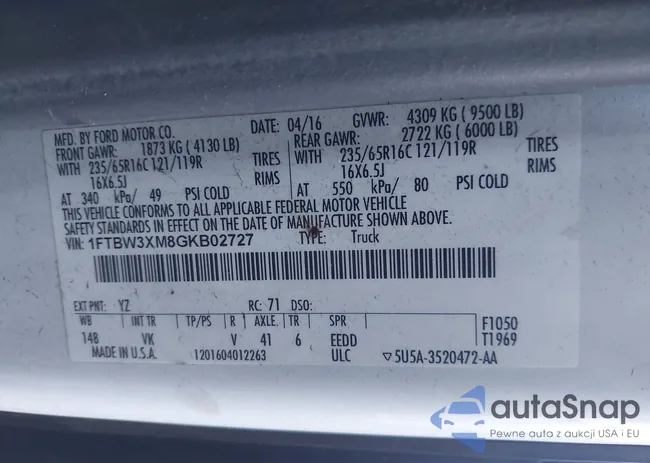 MFD. BY FORD MOTOR CO. DATE: 04/16 GVWR: 4309 KG ( 9500 LB)
FRONT GAWR: 1873 KG ( 4130 LB) REAR GAWR: 2722 KG ( 6000 LB)
WITH 235/65R16C 121/119R TIRES WITH 235/65R16C 121/119R TIRES
16X6.5J RIMS 16X6.5J RIMS
AT 340 kPa/ 49 PSI COLD AT 550 kPa/ 80 PSI COLD
THIS VEHICLE CONFORMS TO ALL APPLICABLE FEDERAL MOTOR VEHICLE
SAFETY STANDARDS IN EFFECT ON THE DATE OF MANUFACTURE SHOWN ABOVE.
VIN: 1FTBW3XM8GKB02727 TYPE: Truck
EXT PNT: YZ RC: 71 DSO:
WB INT TR TP/PS R AXLE TR SPR F1050
148 VK V 41 6 EEDD T1969
MADE IN U.S.A. 1201604012263 ULC ▽5U5A-3520472-AA
autaSnap
Pewne auta z aukcji USA i EU